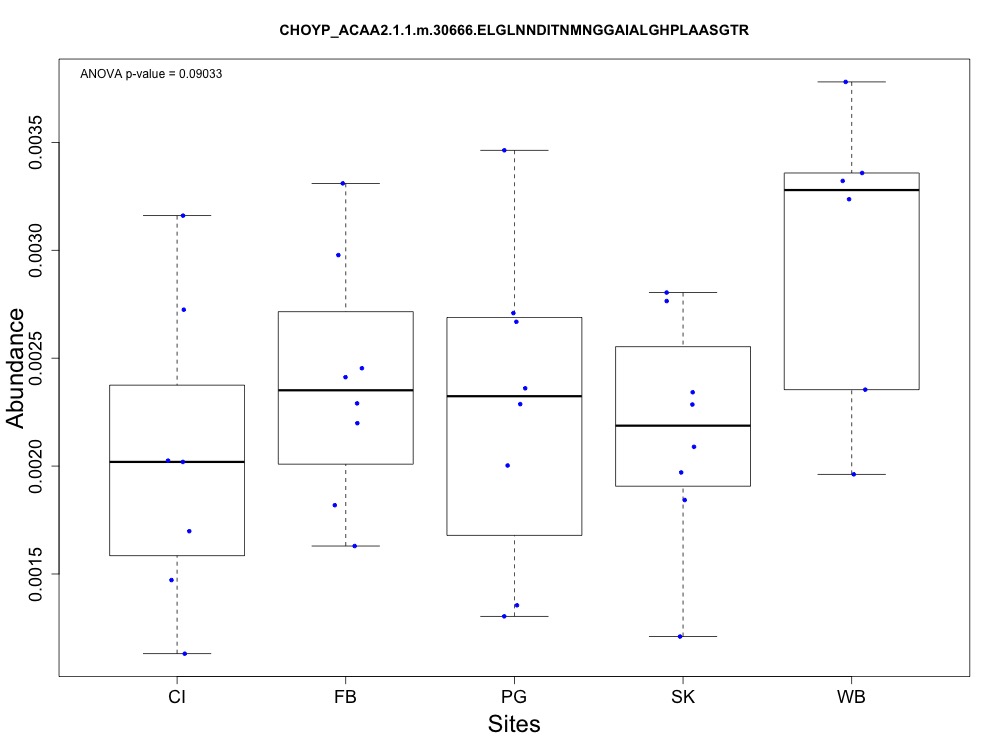 CHOYP_ACAA2.1.1.m.30666.ELGLNNDITNMNGGAIALGHPLAASGTR
ANOVA p-value = 0.09033
0.0035
0.0030
0.0025
0.0020
0.0015
Abundance
CI FB PG SK WB
Sites